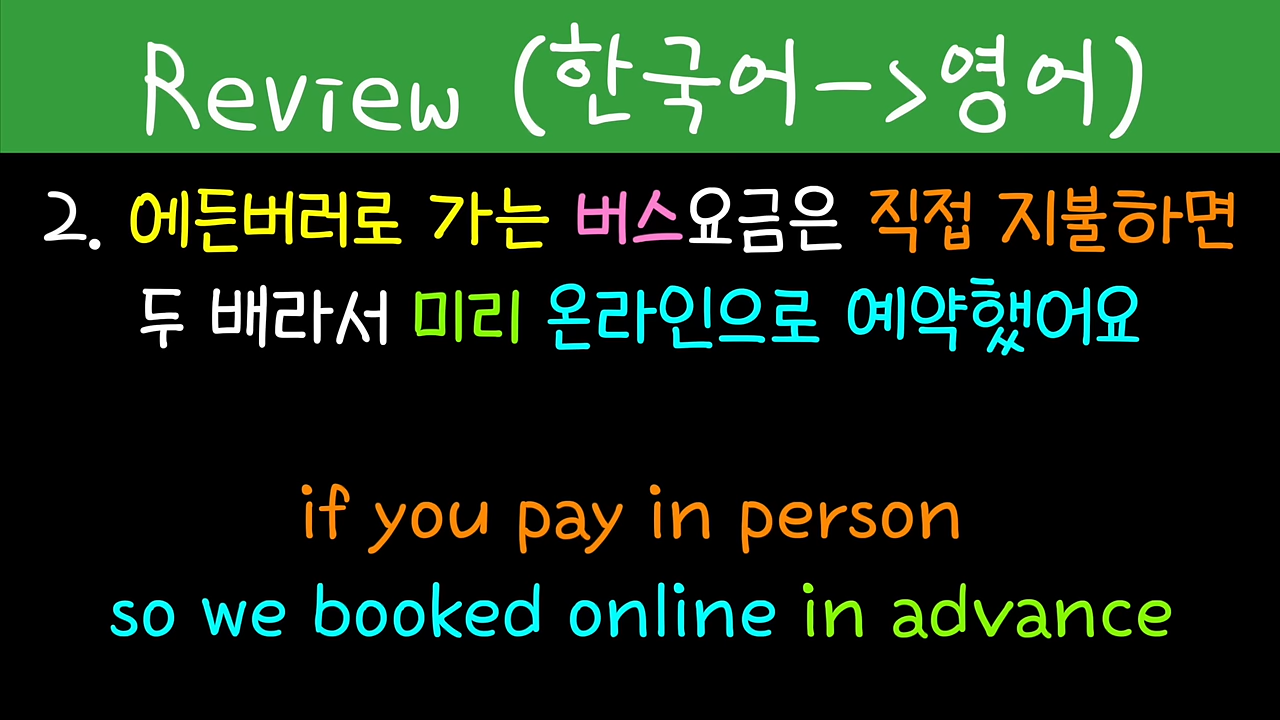 Review (한국어->영어)
2. 에든버러로 가는 버스요금은 직접 지불하면
두 배라서 미리 온라인으로 예약했어요
if you pay in person
so we booked online in advance